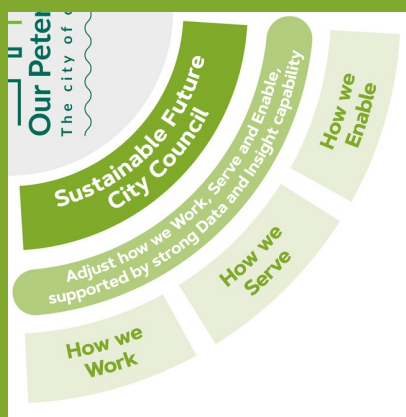 Our Peter
The city of
Sustainable Future
City Council
Adjust how we Work, Serve and Enable,
supported by strong Data and Insight capability
How we
Work
How we
Serve
How we
Enable